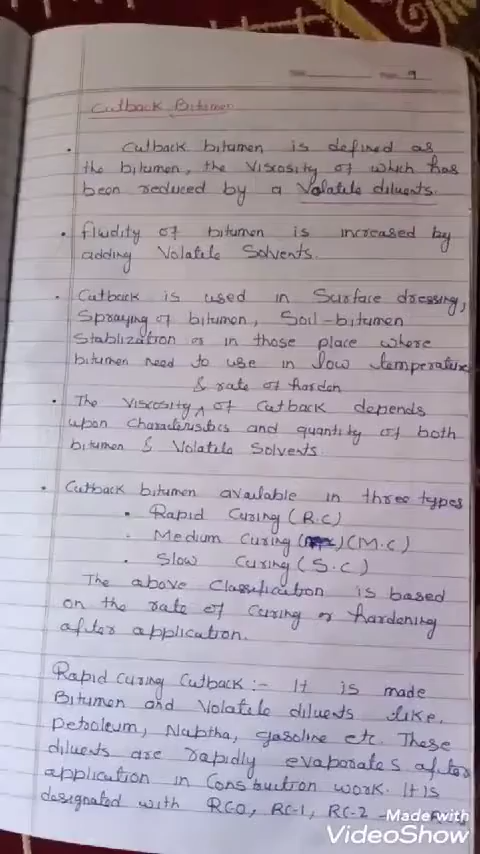 Page 9
Cutback Bitumen
• Cutback bitumen is defined as
the bitumen, the viscosity of which has
been reduced by a Volatile diluents.
• Fluidity of bitumen is increased by
adding Volatile Solvents.
• Cutback is used in Surface dressing,
Spraying of bitumen, Soil-bitumen
Stablization or in those place where
bitumen need to use in low temperature
& rate of harden
• The viscosity ^ of Cutback depends
upon Characteristics and quantity of both
bitumen & Volatile Solvents.
• Cutback bitumen available in three types
• Rapid Curing (R.C)
• Medium Curing (M.C)
• Slow Curing (S.C)
The above Classification is based
on the rate of Curing or hardening
after application.
Rapid Curing Cutback :- It is made
Bitumen and Volatile diluents like,
petroleum, Naptha, gasoline etc. These
diluents are rapidly evaporates after
application in Construction work. It is
designated with RC-0, RC-1, RC-2
Made with
VideoShow